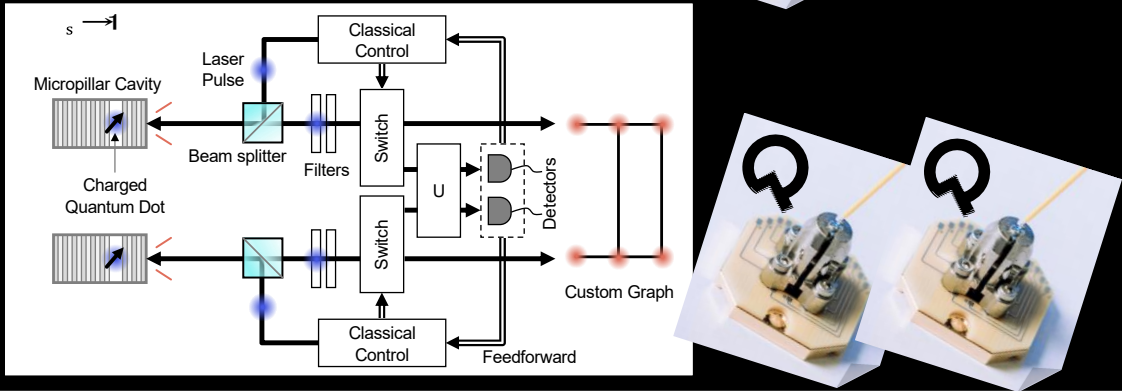 s
Classical
Control
Laser
Pulse
Micropillar Cavity
Switch
Beam splitter
Filters
U
Detectors
Charged
Quantum Dot
Switch
Custom Graph
Classical
Control
Feedforward